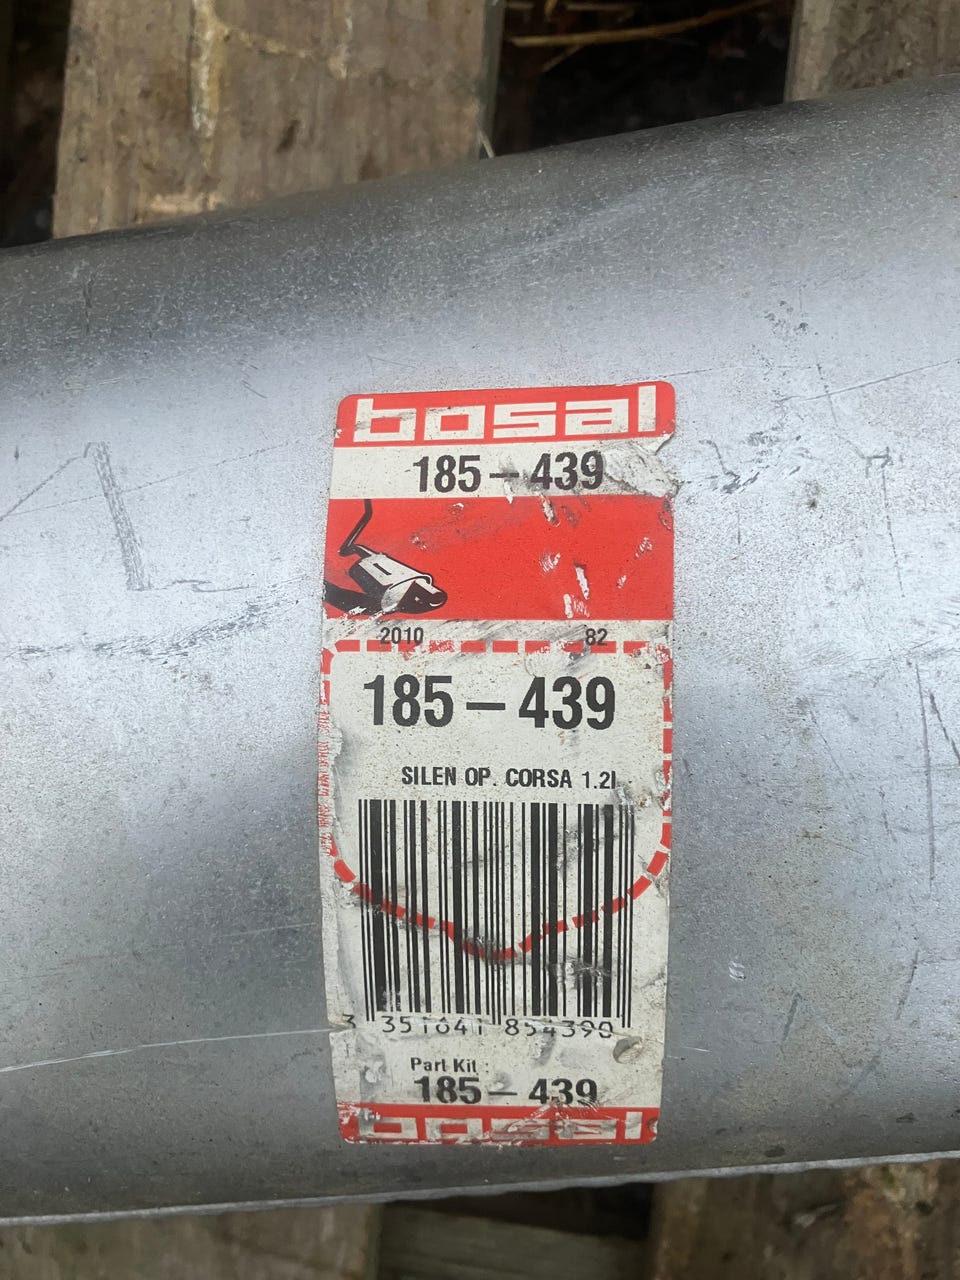 bosal
185-439
2010 82
185-439
SILEN OP. CORSA 1.2I
3 351641 854390
Part Kit :
185-439
bosal